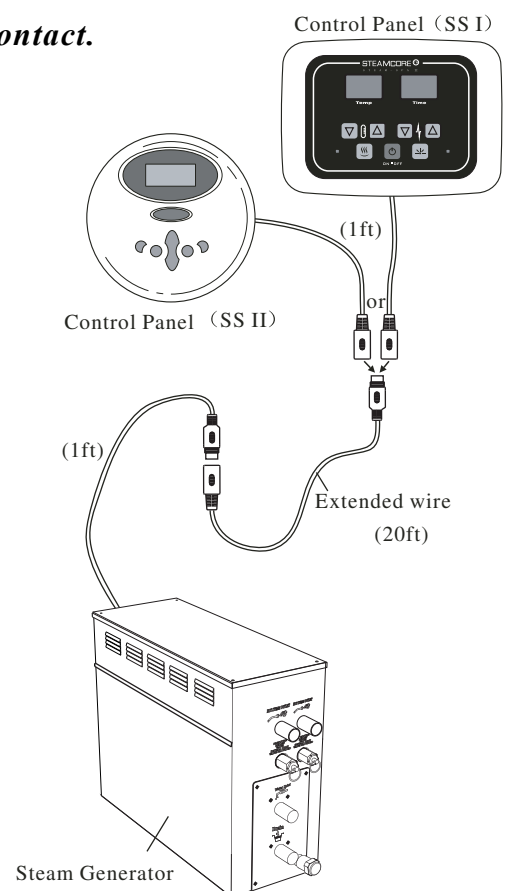 ontact.
Control Panel（SS I）
STEAMCORE
Temp
Time
ON OFF
(1ft)
or
Control Panel （SS II）
(1ft)
Extended wire
(20ft)
Steam Generator